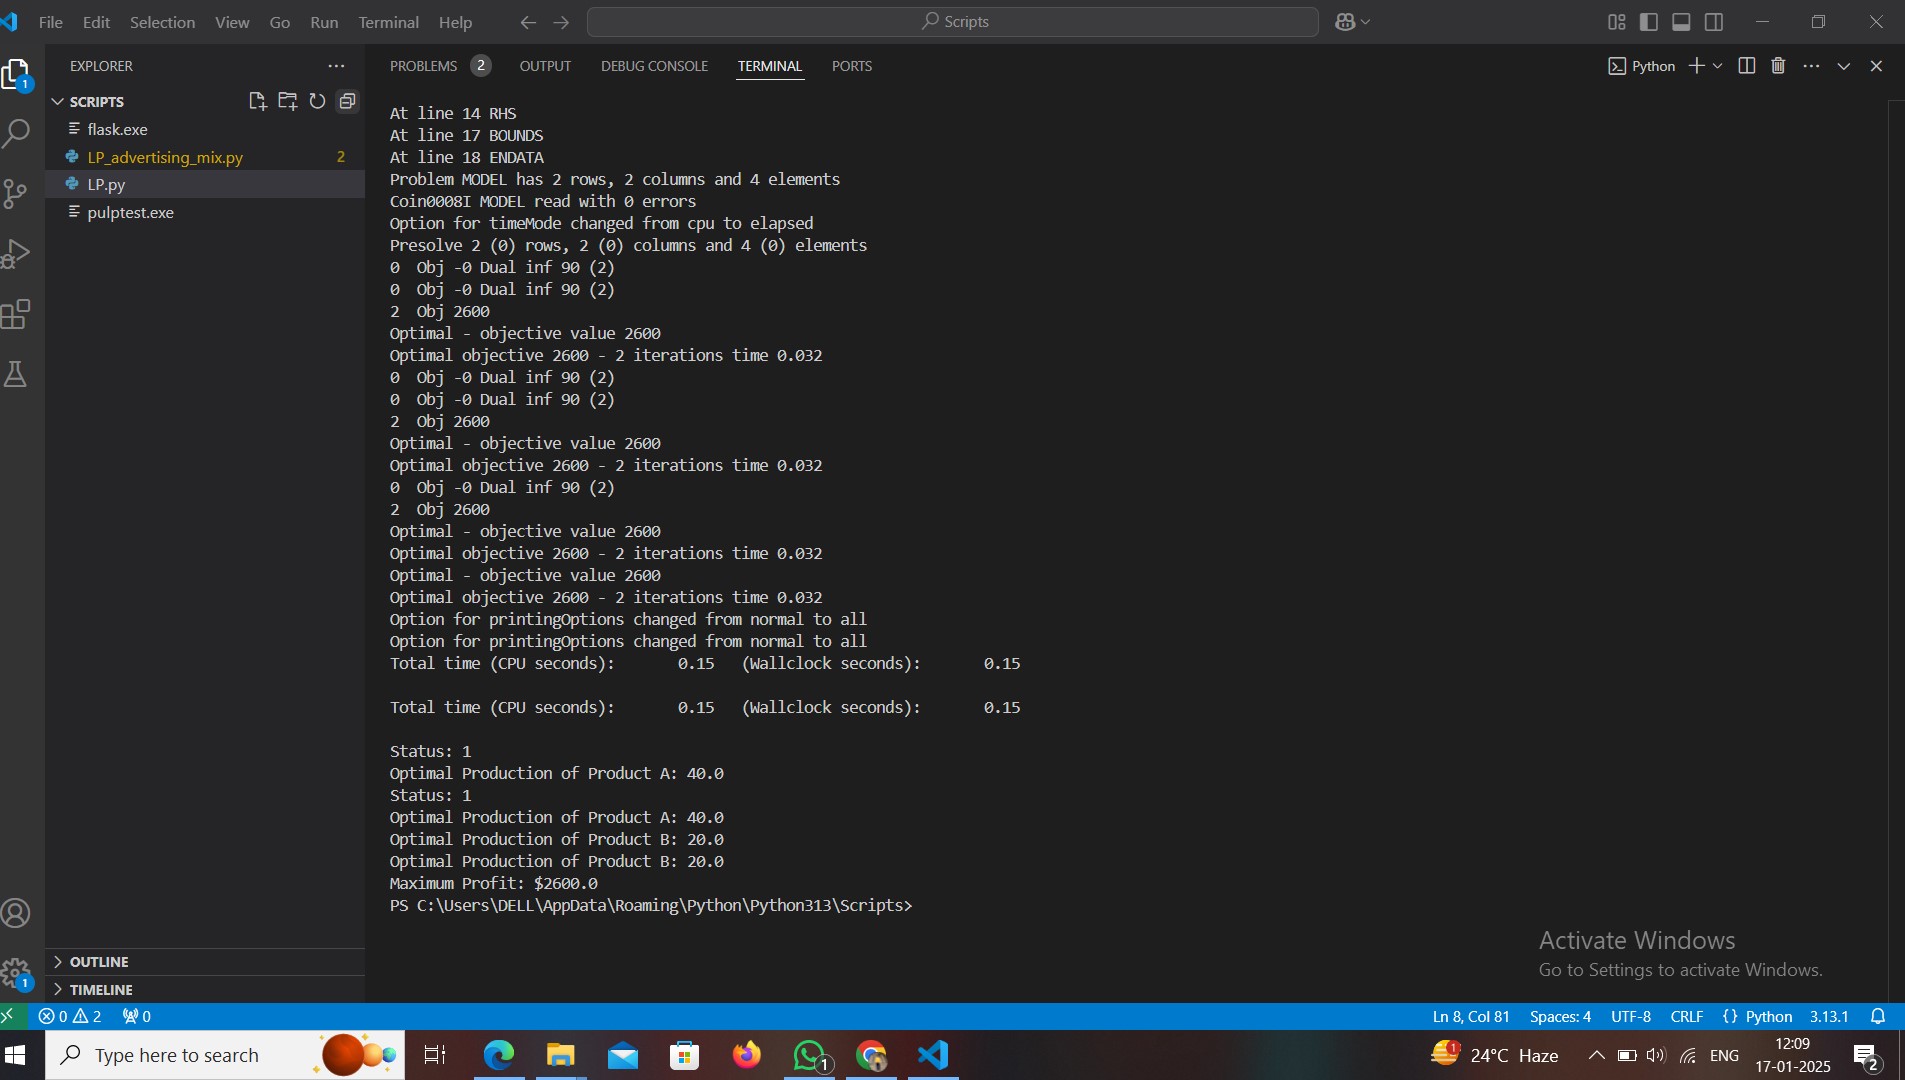 File Edit Selection View Go Run Terminal Help
Scripts
EXPLORER
PROBLEMS 2 OUTPUT DEBUG CONSOLE TERMINAL PORTS
Python
SCRIPTS
flask.exe
LP_advertising_mix.py 2
LP.py
pulptest.exe
1
At line 14 RHS
At line 17 BOUNDS
At line 18 ENDATA
Problem MODEL has 2 rows, 2 columns and 4 elements
Coin0008I MODEL read with 0 errors
Option for timeMode changed from cpu to elapsed
Presolve 2 (0) rows, 2 (0) columns and 4 (0) elements
0  Obj -0 Dual inf 90 (2)
0  Obj -0 Dual inf 90 (2)
2  Obj 2600
Optimal - objective value 2600
Optimal objective 2600 - 2 iterations time 0.032
0  Obj -0 Dual inf 90 (2)
0  Obj -0 Dual inf 90 (2)
2  Obj 2600
Optimal - objective value 2600
Optimal objective 2600 - 2 iterations time 0.032
0  Obj -0 Dual inf 90 (2)
2  Obj 2600
Optimal - objective value 2600
Optimal objective 2600 - 2 iterations time 0.032
Optimal - objective value 2600
Optimal objective 2600 - 2 iterations time 0.032
Option for printingOptions changed from normal to all
Option for printingOptions changed from normal to all
Total time (CPU seconds):       0.15   (Wallclock seconds):       0.15
Total time (CPU seconds):       0.15   (Wallclock seconds):       0.15
Status: 1
Optimal Production of Product A: 40.0
Status: 1
Optimal Production of Product A: 40.0
Optimal Production of Product B: 20.0
Optimal Production of Product B: 20.0
Maximum Profit: $2600.0
PS C:\Users\DELL\AppData\Roaming\Python\Python313\Scripts>
Activate Windows
Go to Settings to activate Windows.
OUTLINE
1
TIMELINE
0 2 0
Ln 8, Col 81 Spaces: 4 UTF-8 CRLF {} Python 3.13.1
Type here to search
1
1
24°C Haze
ENG
12:09
17-01-2025
2